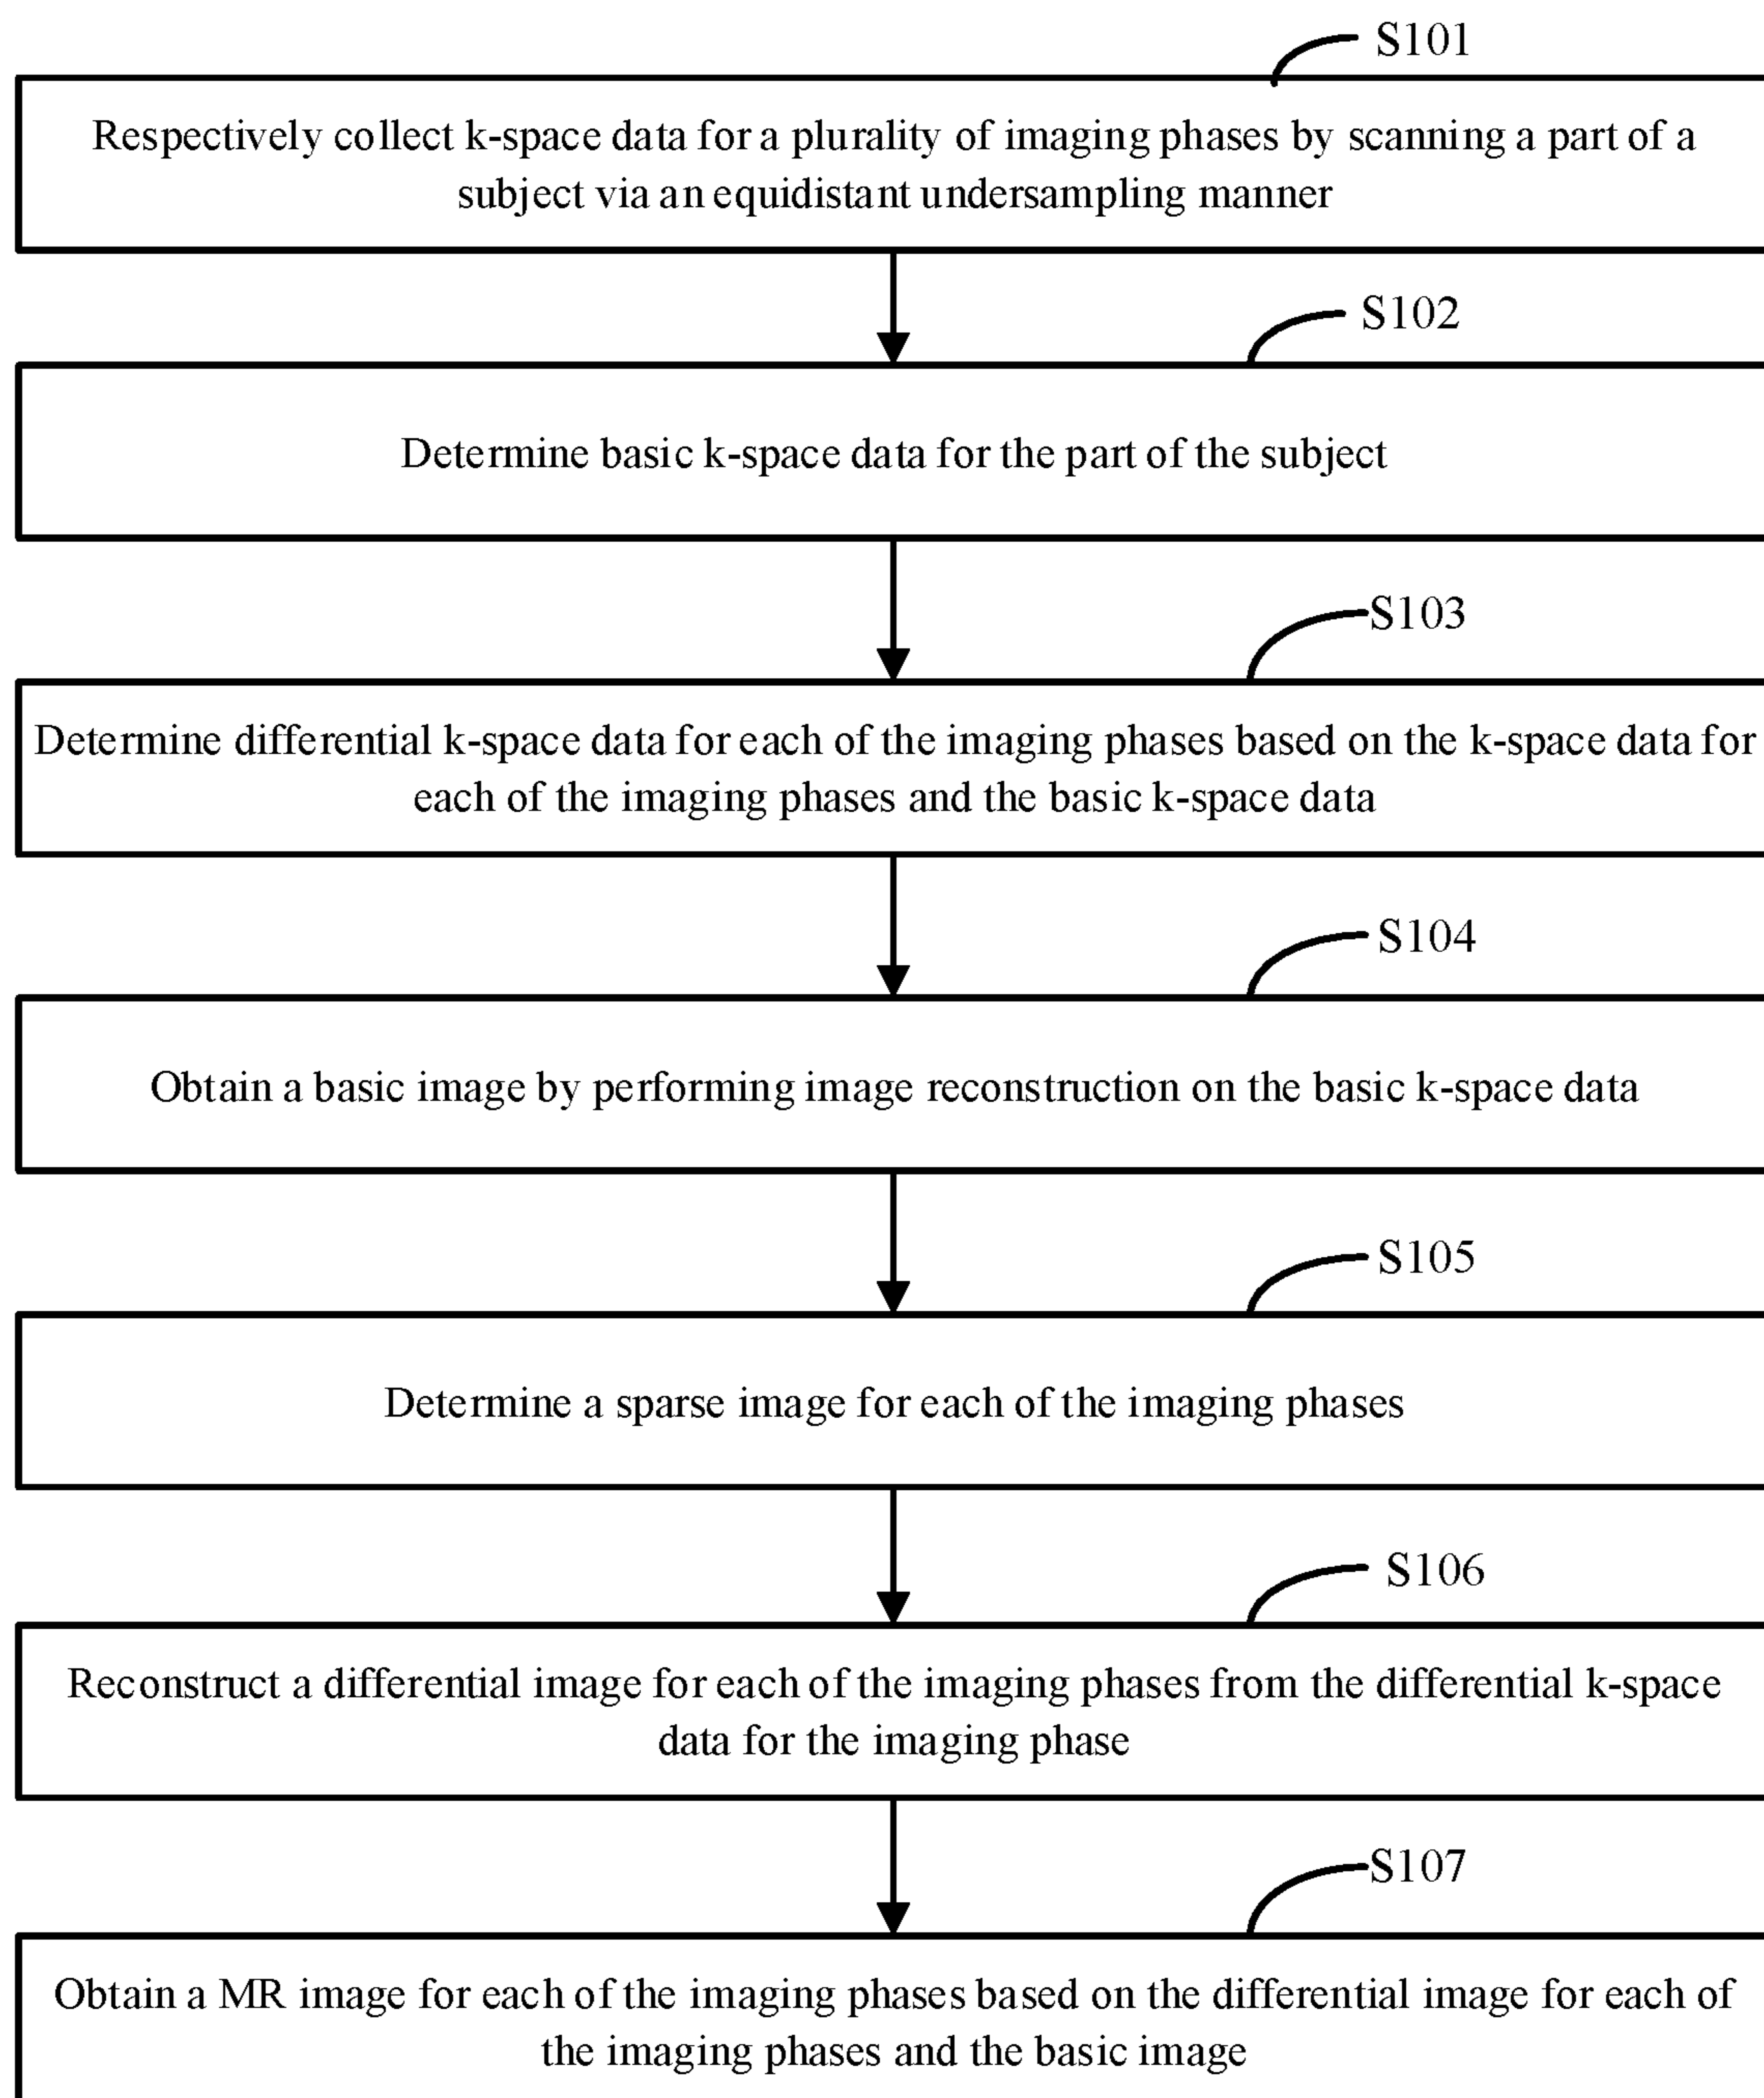 S101
Respectively collect k-space data for a plurality of imaging phases by scanning a part of a
subject via an equidistant undersampling manner
S102
Determine basic k-space data for the part of the subject
S103
Determine differential k-space data for each of the imaging phases based on the k-space data for
each of the imaging phases and the basic k-space data
S104
Obtain a basic image by performing image reconstruction on the basic k-space data
S105
Determine a sparse image for each of the imaging phases
S106
Reconstruct a differential image for each of the imaging phases from the differential k-space
data for the imaging phase
S107
Obtain a MR image for each of the imaging phases based on the differential image for each of
the imaging phases and the basic image